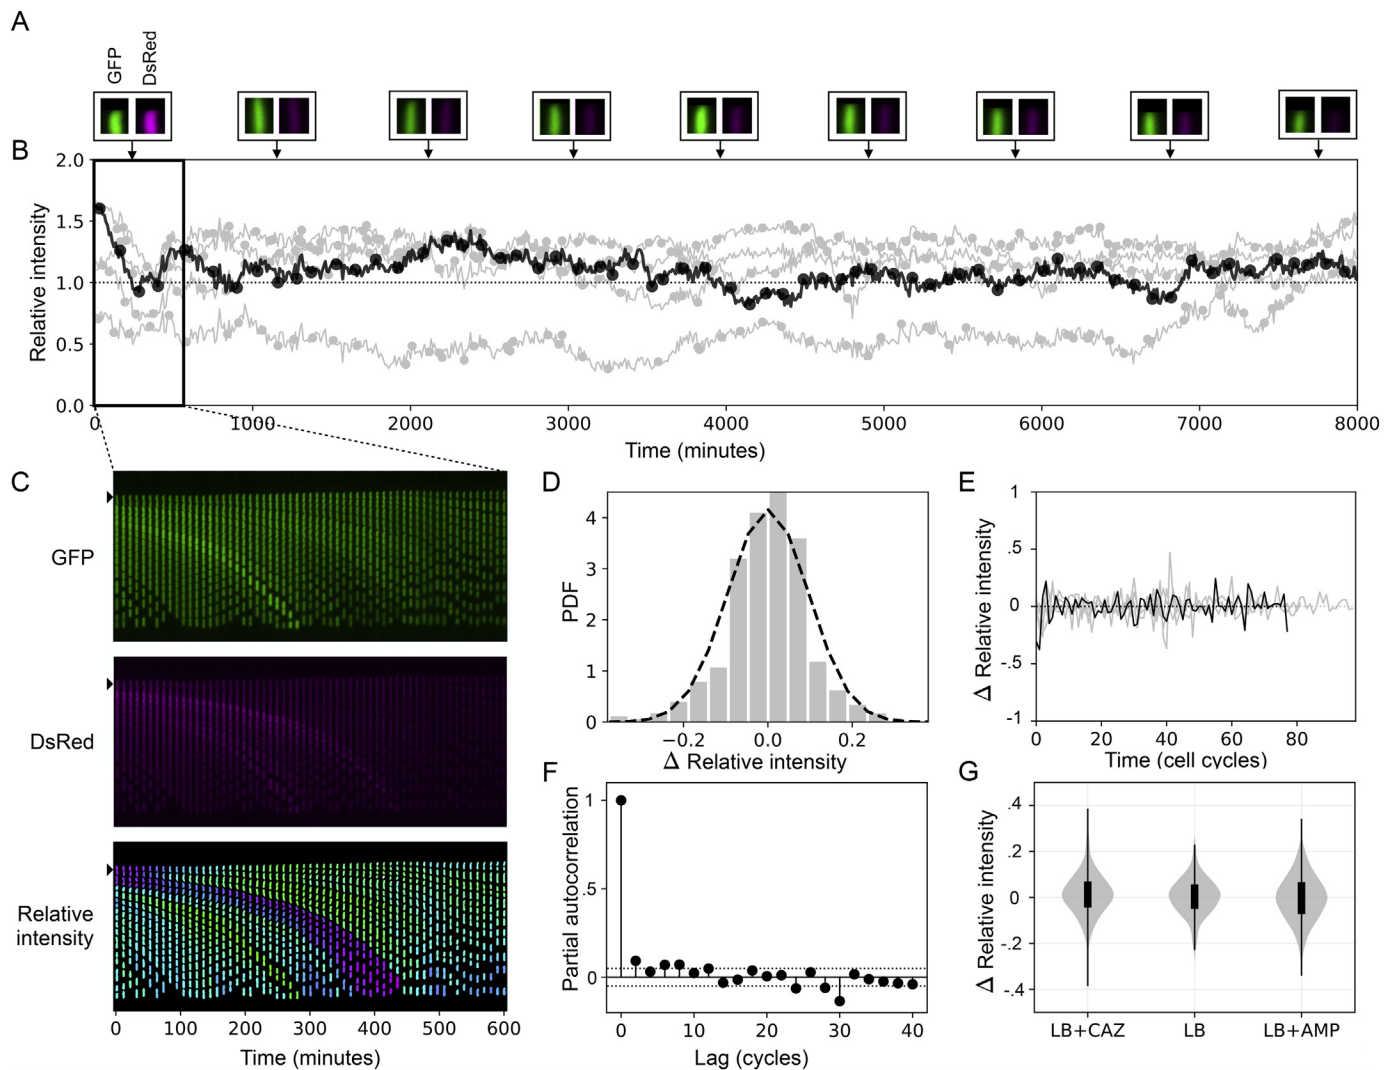 A
GFP
DsRed
B
2.0
1.5
1.0
0.5
0.0
Relative intensity
0
1000
2000
3000
4000
5000
6000
7000
8000
Time (minutes)
C
GFP
DsRed
Relative
intensity
0
100
200
300
400
500
600
Time (minutes)
D
4
3
2
1
0
PDF
−0.2
0.0
0.2
Δ Relative intensity
E
1
.5
0
-.5
-1
Δ Relative intensity
0
20
40
60
80
Time (cell cycles)
F
1
.5
0
Partial autocorrelation
0
10
20
30
40
Lag (cycles)
G
.4
.2
0
-.2
-.4
Δ Relative intensity
LB+CAZ
LB
LB+AMP